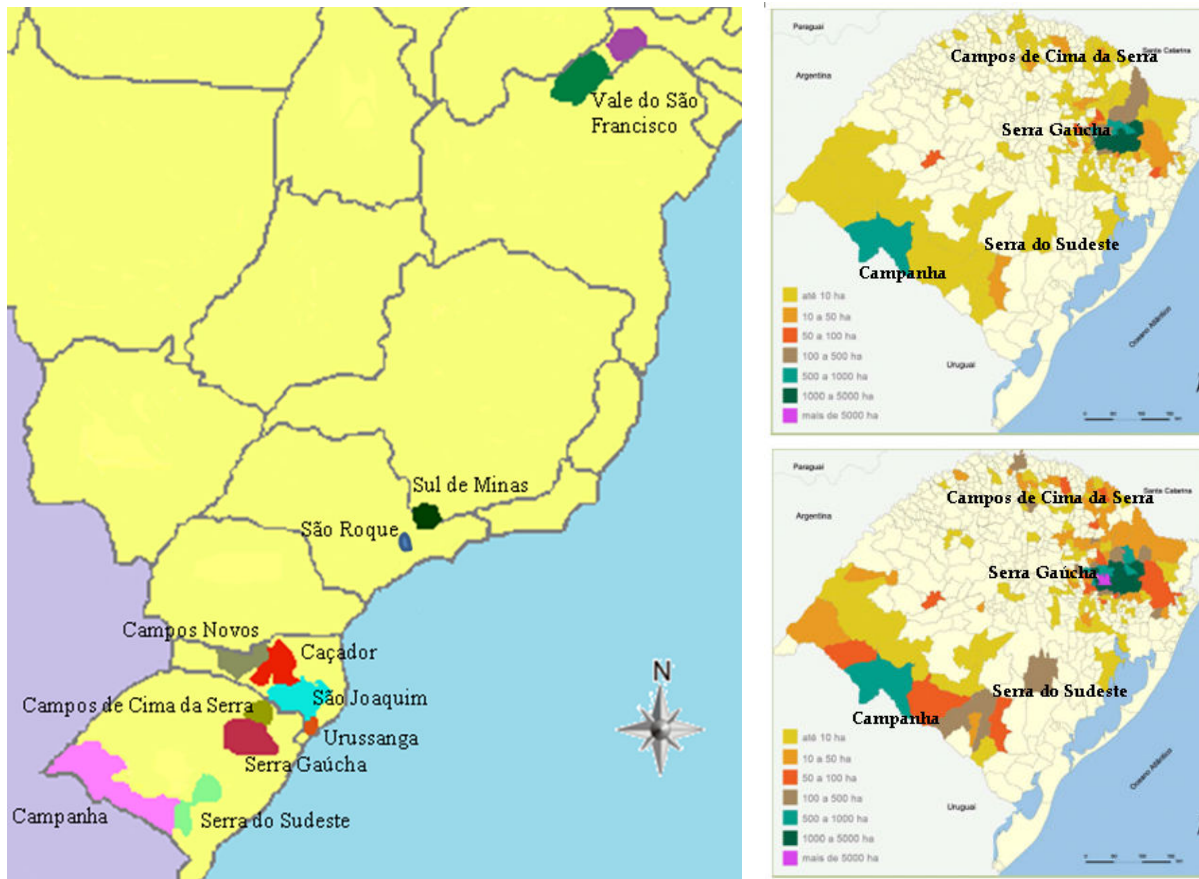 Vale do São
Francisco
Sul de Minas
São Roque
Campos Novos
Caçador
São Joaquim
Campos de Cima da Serra
Urussanga
Serra Gaúcha
Campanha
Serra do Sudeste
N
Paraguai
Campos de Cima da Serra
Santa Catarina
Argentina
Serra Gaúcha
Serra do Sudeste
Campanha
até 10 ha
10 a 50 ha
50 a 100 ha
100 a 500 ha
500 a 1000 ha
1000 a 5000 ha
mais de 5000 ha
Oceano Atlântico
Uruguai
Paraguai
Campos de Cima da Serra
Santa Catarina
Argentina
Serra Gaúcha
Serra do Sudeste
Campanha
até 10 ha
10 a 50 ha
50 a 100 ha
100 a 500 ha
500 a 1000 ha
1000 a 5000 ha
mais de 5000 ha
Oceano Atlântico
Uruguai